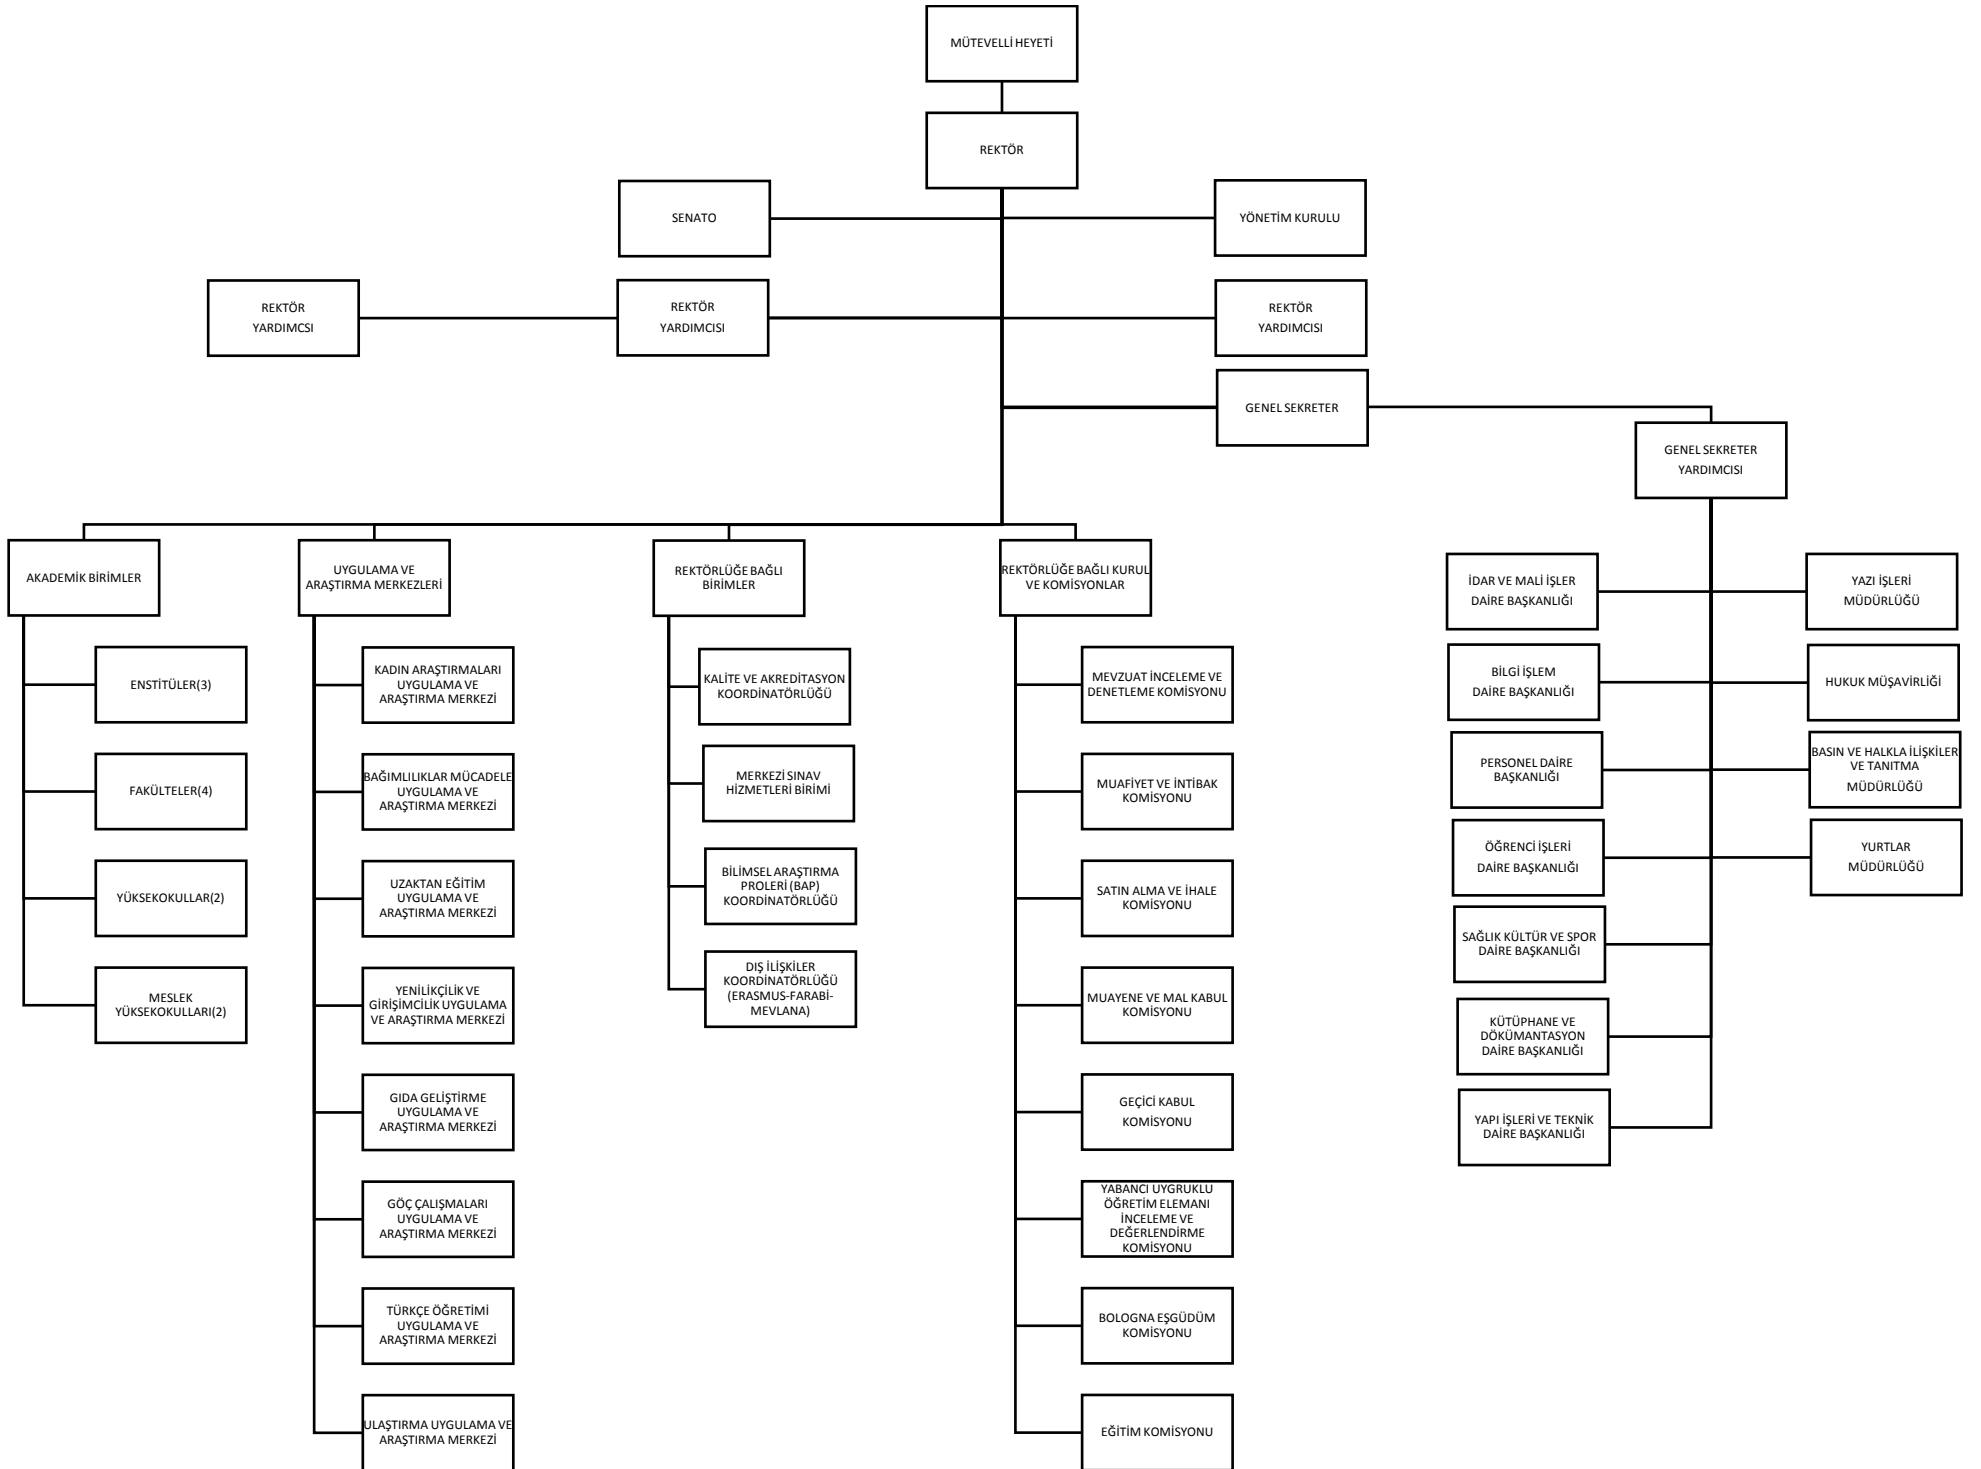 MÜTEVELLİ HEYETİ
REKTÖR
SENATO
YÖNETİM KURULU
REKTÖR
YARDIMCSI
REKTÖR
YARDIMCISI
REKTÖR
YARDIMCISI
GENEL SEKRETER
GENEL SEKRETER
YARDIMCISI
AKADEMİK BİRİMLER
ENSTİTÜLER(3)
FAKÜLTELER(4)
YÜKSEKOKULLAR(2)
MESLEK
YÜKSEKOKULLARI(2)
UYGULAMA VE
ARAŞTIRMA MERKEZLERİ
KADIN ARAŞTIRMALARI
UYGULAMA VE
ARAŞTIRMA MERKEZİ
BAĞIMLILIKLAR MÜCADELE
UYGULAMA VE
ARAŞTIRMA MERKEZİ
UZAKTAN EĞİTİM
UYGULAMA VE
ARAŞTIRMA MERKEZİ
YENİLİKÇİLİK VE
GİRİŞİMCİLİK UYGULAMA
VE ARAŞTIRMA MERKEZİ
GIDA GELİŞTİRME
UYGULAMA VE
ARAŞTIRMA MERKEZİ
GÖÇ ÇALIŞMALARI
UYGULAMA VE
ARAŞTIRMA MERKEZİ
TÜRKÇE ÖĞRETİMİ
UYGULAMA VE
ARAŞTIRMA MERKEZİ
ULAŞTIRMA UYGULAMA VE
ARAŞTIRMA MERKEZİ
REKTÖRLÜĞE BAĞLI
BİRİMLER
KALİTE VE AKREDİTASYON
KOORDİNATÖRLÜĞÜ
MERKEZİ SINAV
HİZMETLERİ BİRİMİ
BİLİMSEL ARAŞTIRMA
PROLERİ (BAP)
KOORDİNATÖRLÜĞÜ
DIŞ İLİŞKİLER
KOORDİNATÖRLÜĞÜ
(ERASMUS-FARABİ-
MEVLANA)
REKTÖRLÜĞE BAĞLI KURUL
VE KOMİSYONLAR
MEVZUAT İNCELEME VE
DENETLEME KOMİSYONU
MUAFİYET VE İNTİBAK
KOMİSYONU
SATIN ALMA VE İHALE
KOMİSYONU
MUAYENE VE MAL KABUL
KOMİSYONU
GEÇİCİ KABUL
KOMİSYONU
YABANCI UYGRUKLU
ÖĞRETİM ELEMANI
İNCELEME VE
DEĞERLENDİRME
KOMİSYONU
BOLOGNA EŞGÜDÜM
KOMİSYONU
EĞİTİM KOMİSYONU
İDAR VE MALİ İŞLER
DAİRE BAŞKANLIĞI
BİLGİ İŞLEM
DAİRE BAŞKANLIĞI
PERSONEL DAİRE
BAŞKANLIĞI
ÖĞRENCİ İŞLERİ
DAİRE BAŞKANLIĞI
SAĞLIK KÜLTÜR VE SPOR
DAİRE BAŞKANLIĞI
KÜTÜPHANE VE
DÖKÜMANTASYON
DAİRE BAŞKANLIĞI
YAPI İŞLERİ VE TEKNİK
DAİRE BAŞKANLIĞI
YAZI İŞLERİ
MÜDÜRLÜĞÜ
HUKUK MÜŞAVİRLİĞİ
BASIN VE HALKLA İLİŞKİLER
VE TANITMA
MÜDÜRLÜĞÜ
YURTLAR
MÜDÜRLÜĞÜ